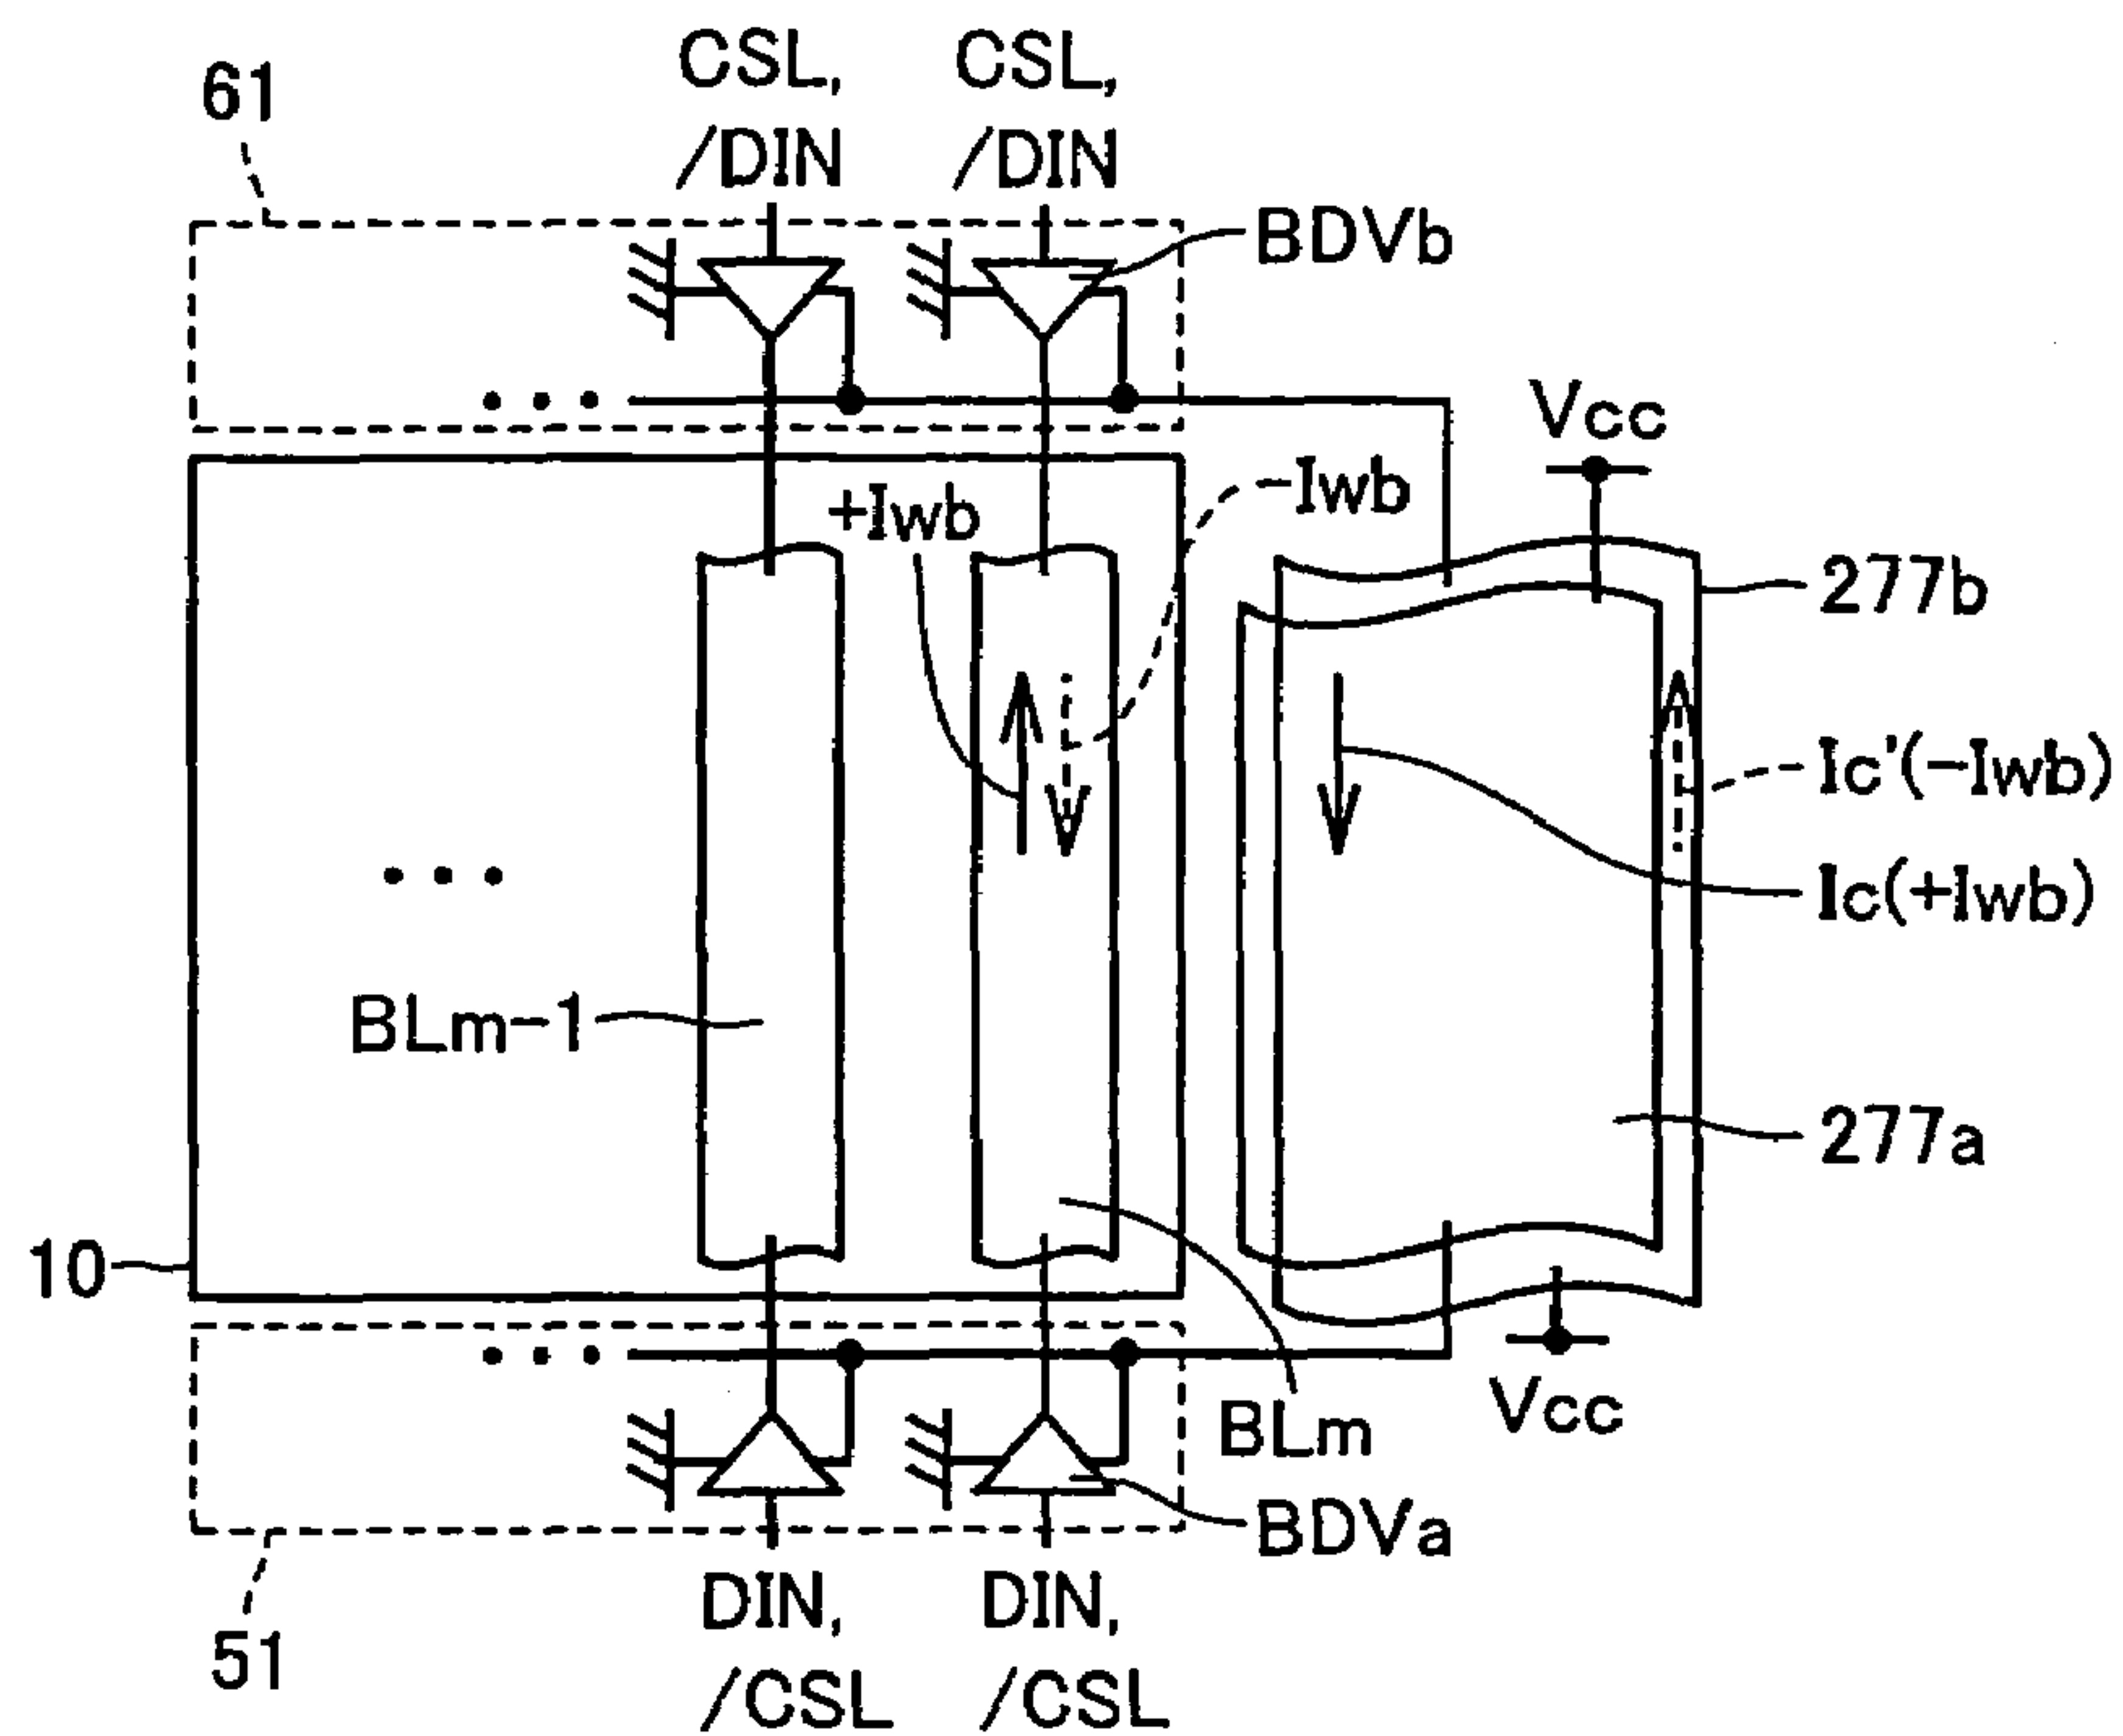 CSL,
/DIN
CSL,
/DIN
61
BDVb
Vcc
+Iwb
-Iwb
277b
Ic'(-Iwb)
Ic(+Iwb)
BLm-1
277a
10
Vcc
BLm
BDVa
DIN,
/CSL
DIN,
/CSL
51